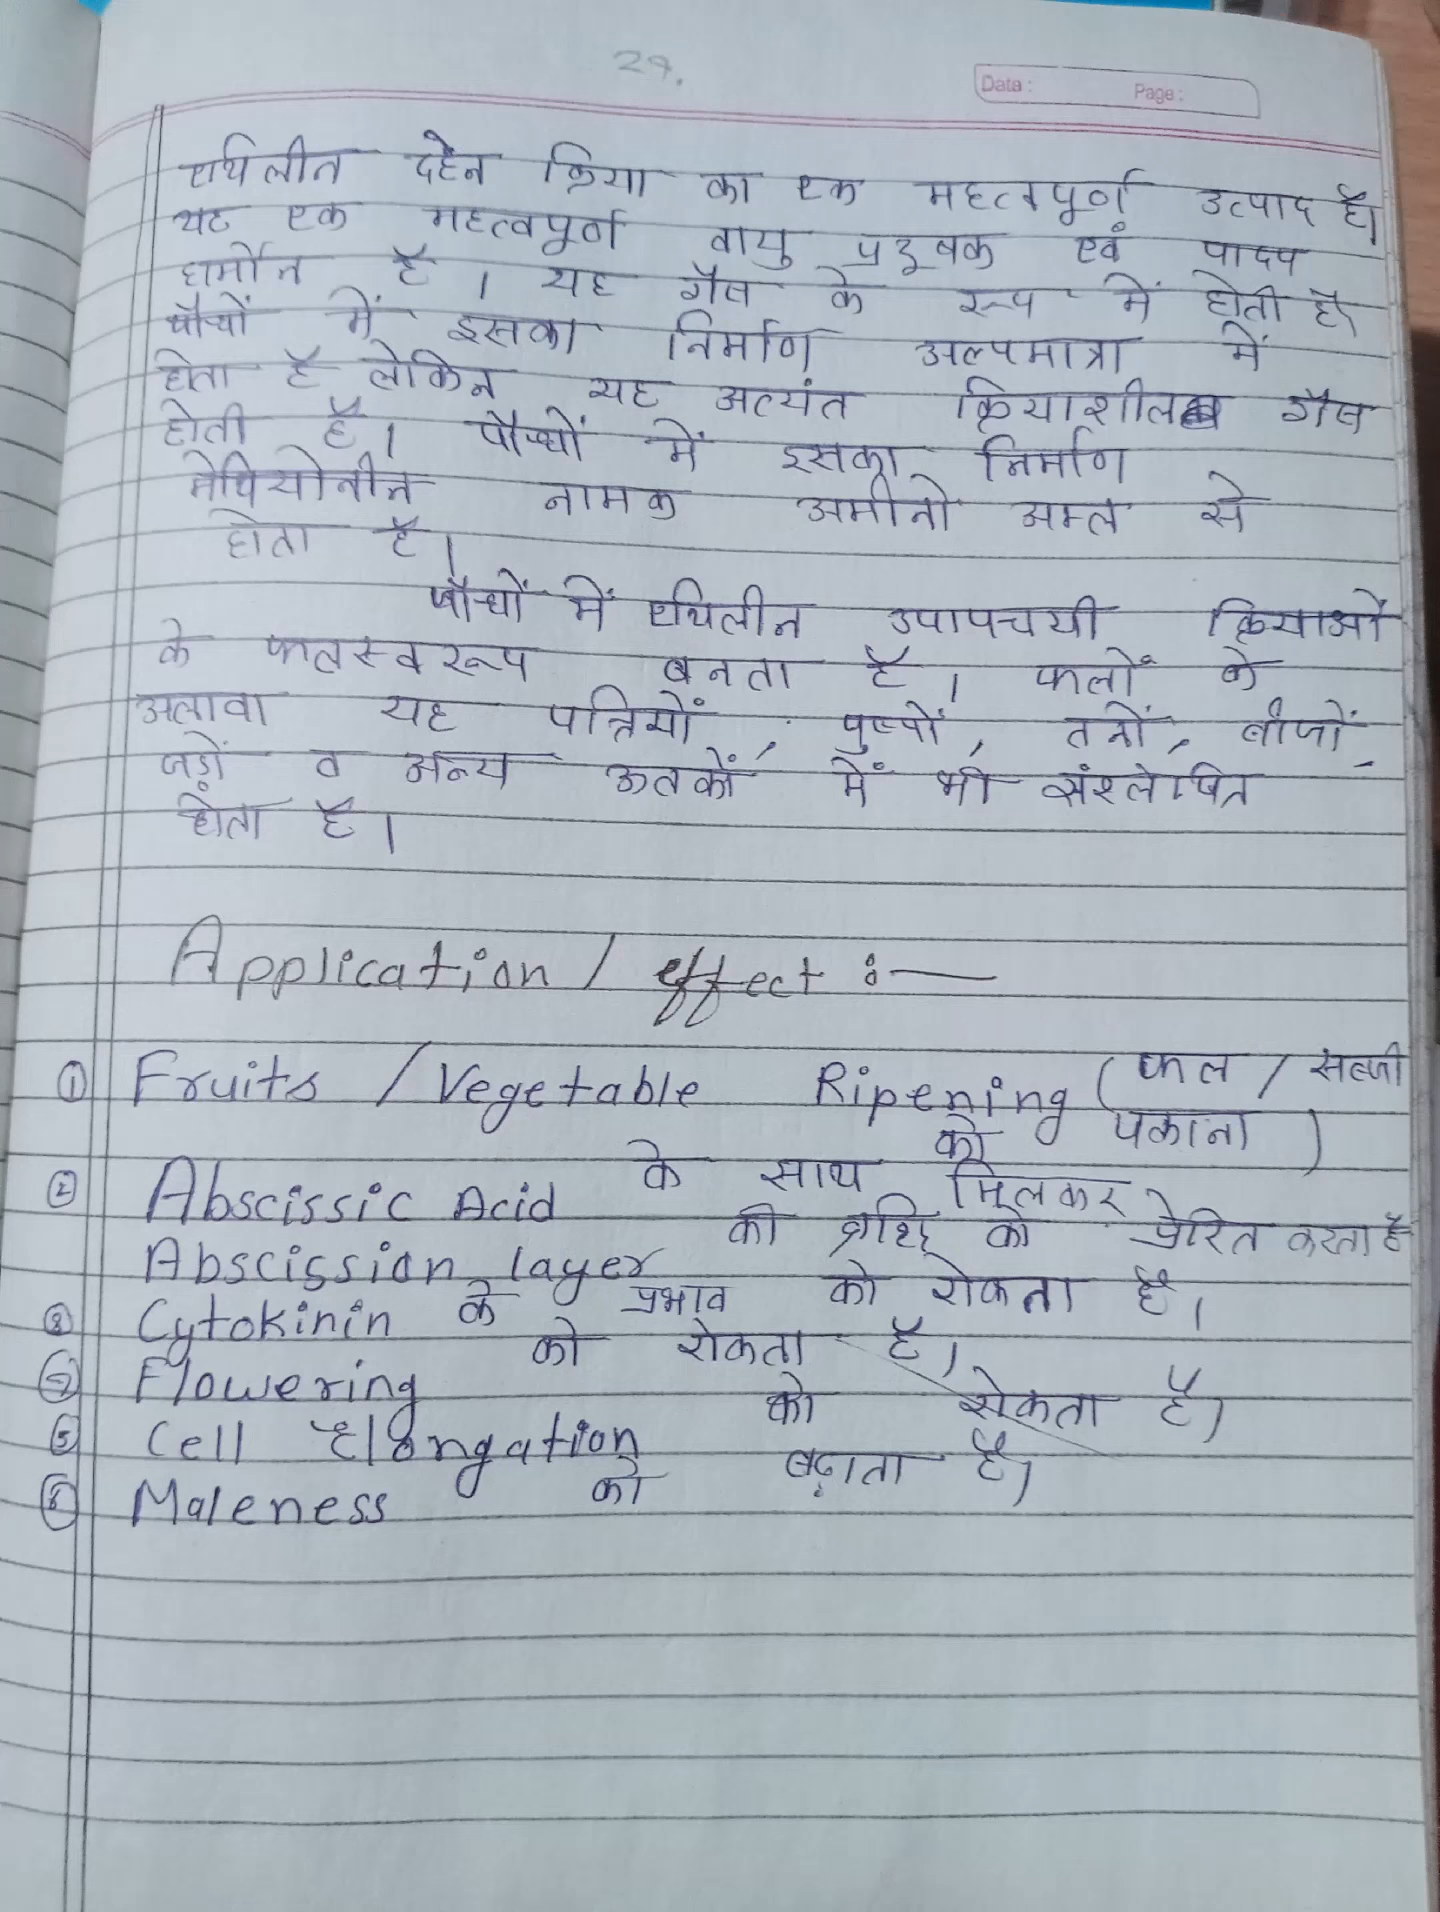 29.
Date : Page :
एथिलीन दहन क्रिया का एक महत्वपूर्ण उत्पाद है।
यह एक महत्वपूर्ण वायु प्रदूषक एवं पादप
हार्मोन है। यह गैस के रूप में होती है
पौधों में इसका निर्माण अल्पमात्रा में
होता है लेकिन यह अत्यंत क्रियाशील गैस
होती है। पौधों में इसका निर्माण
मेथियोनीन नामक अमीनो अम्ल से
होता है।
पौधों में एथिलीन उपापचयी क्रियाओं
के फलस्वरूप बनता है। फलों के
अलावा यह पत्तियों, पुष्पों, तनों, बीजों,
जड़ों व अन्य ऊतकों में भी संश्लेषित
होता है।
Application / effect :—
① Fruits / Vegetable Ripening ( फल / सब्जी
को पकाना )
② Abscissic Acid के साथ मिलकर
Abscission layer की को प्रेरित करता है
③ Cytokinin के प्रभाव को रोकता है।
④ Flowering को रोकता है।
⑤ Cell Elongation को रोकता है।
⑥ Maleness को बढ़ाता है।